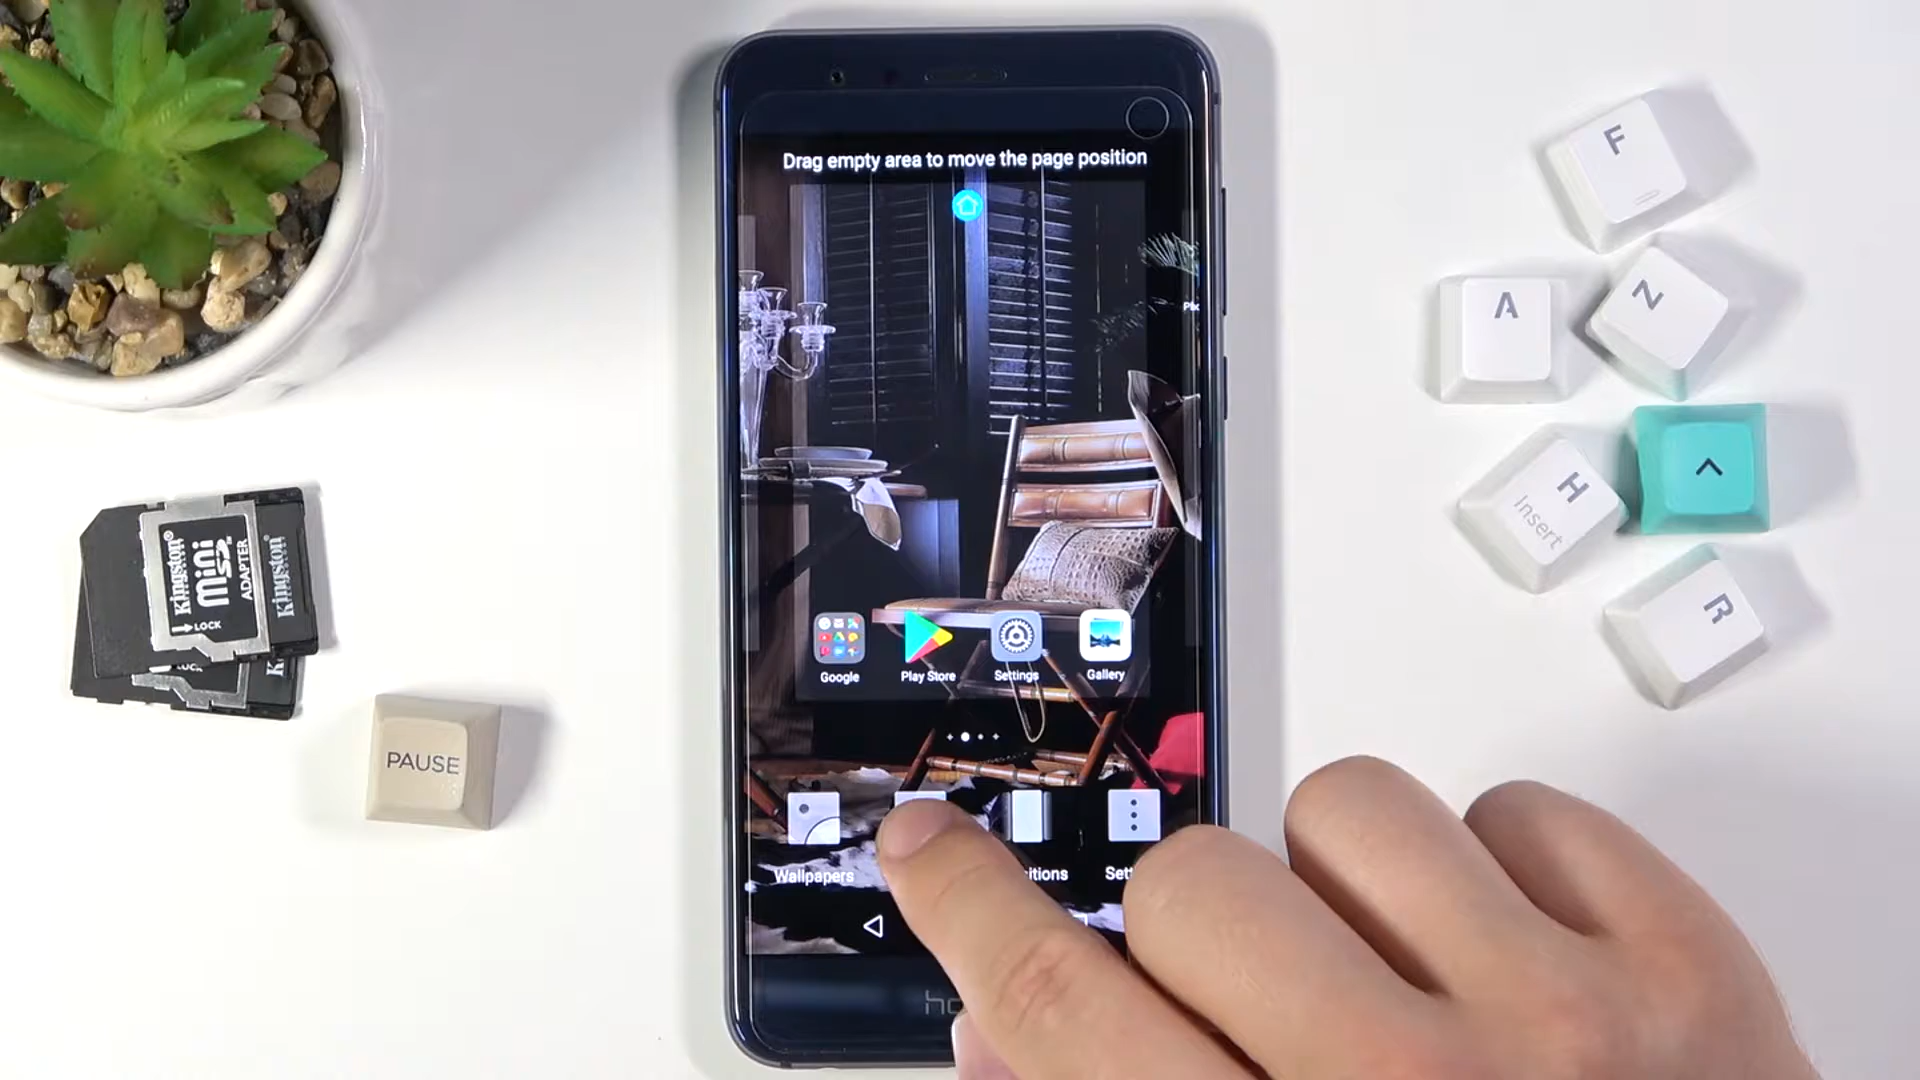 Drag empty area to move the page position
Google
Play Store
Settings
Gallery
Wallpapers
F
A
Z
H
Insert
^
R
Kingston
mini
SD
ADAPTER
LOCK
Kingston
PAUSE